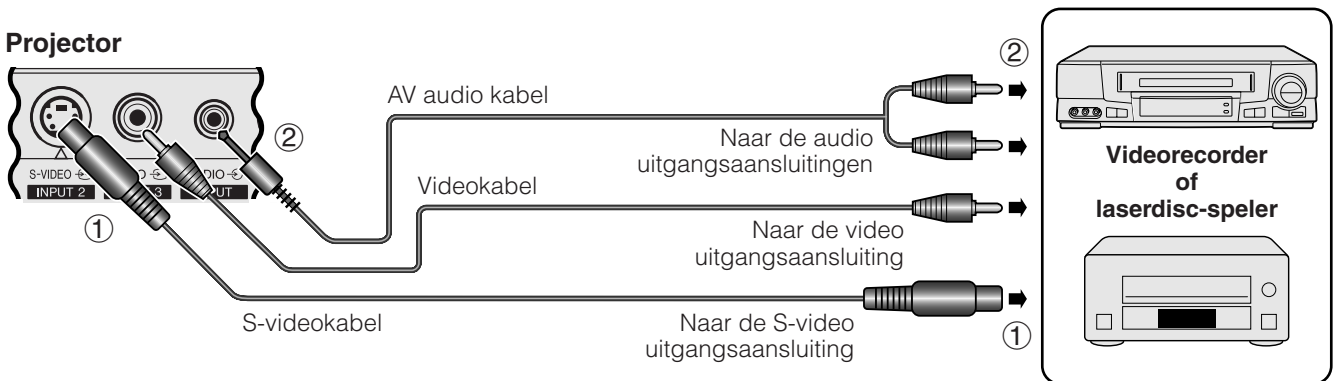 Projector
②
AV audio kabel
②
Naar de audio
uitgangsaansluitingen
Videorecorder
of
laserdisc-speler
S-VIDEO
INPUT 2
3
①
Videokabel
Naar de video
uitgangsaansluiting
S-videokabel
Naar de S-video
uitgangsaansluiting
①